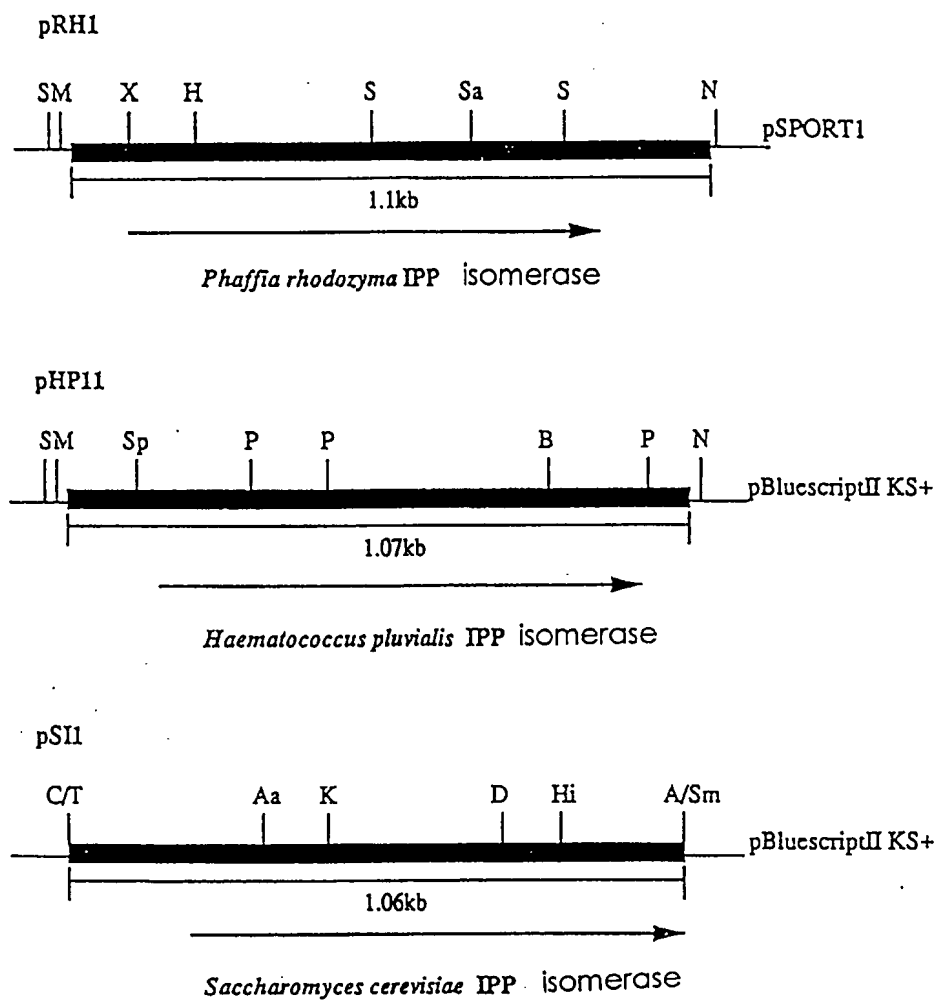 pRH1
SM X H S Sa S N
pSPORT1
1.1kb
Phaffia rhodozyma IPP isomerase
pHP11
SM Sp P P B P N
pBluescriptII KS+
1.07kb
Haematococcus pluvialis IPP isomerase
pSI1
C/T Aa K D Hi A/Sm
pBluescriptII KS+
1.06kb
Saccharomyces cerevisiae IPP isomerase